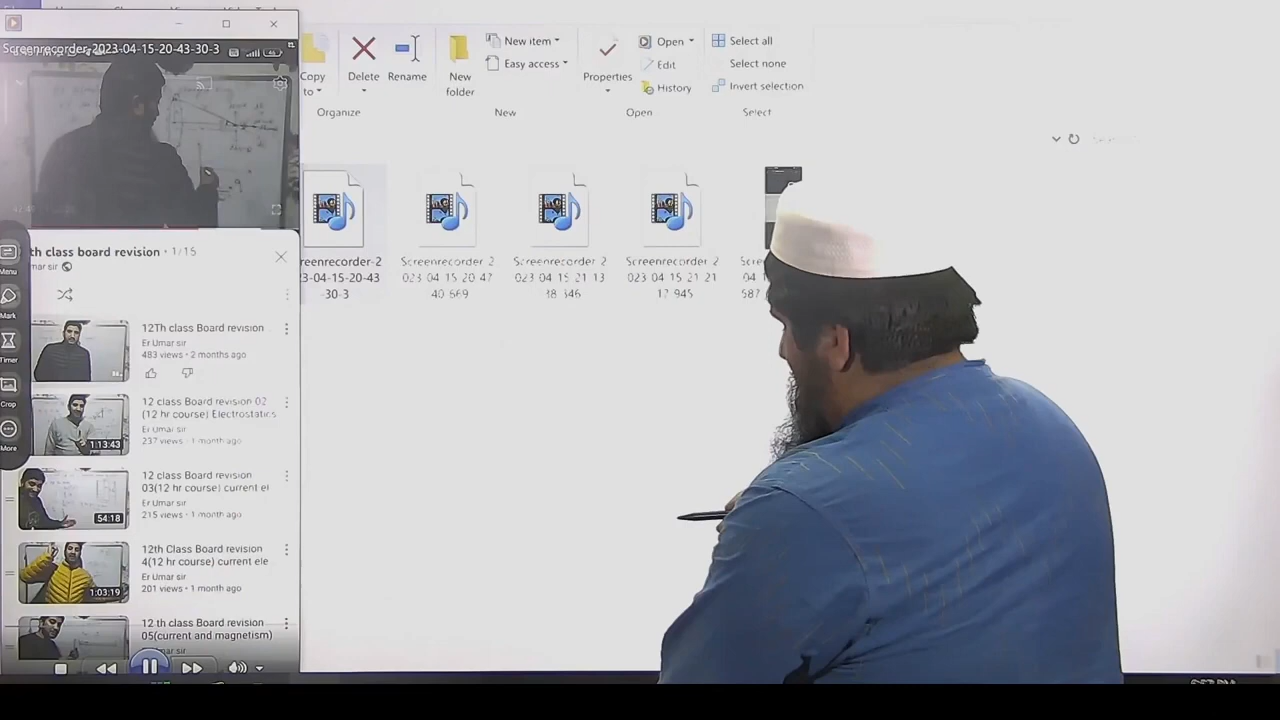 Screenrecorder-2023-04-15-20-43-30-3
th class board revision • 1/15
mar sir
Menu
Mark
Timer
Crop
More
12Th class Board revision
Er Umar sir
483 views • 2 months ago
12 class Board revision 02
(12 hr course) Electrostatics
Er Umar sir
237 views • 1 month ago
1:13:43
12 class Board revision
03(12 hr course) current el
Er Umar sir
215 views • 1 month ago
54:18
12th Class Board revision
4(12 hr course) current ele
Er Umar sir
201 views • 1 month ago
1:03:19
12 th class Board revision
05(current and magnetism)
mar sir
Copy
to
Delete
Rename
Organize
New
folder
New item
Easy access
New
Properties
Open
Edit
History
Open
Select all
Select none
Invert selection
Select
reenrecorder-2
3-04-15-20-43
-30-3
Screenrecorder-2
023-04-15-20-47
40-669
Screenrecorder-2
023-04-15-21-13
-38-346
Screenrecorder-2
023-04-15-21-21
-17-945
Scre
04-1
587